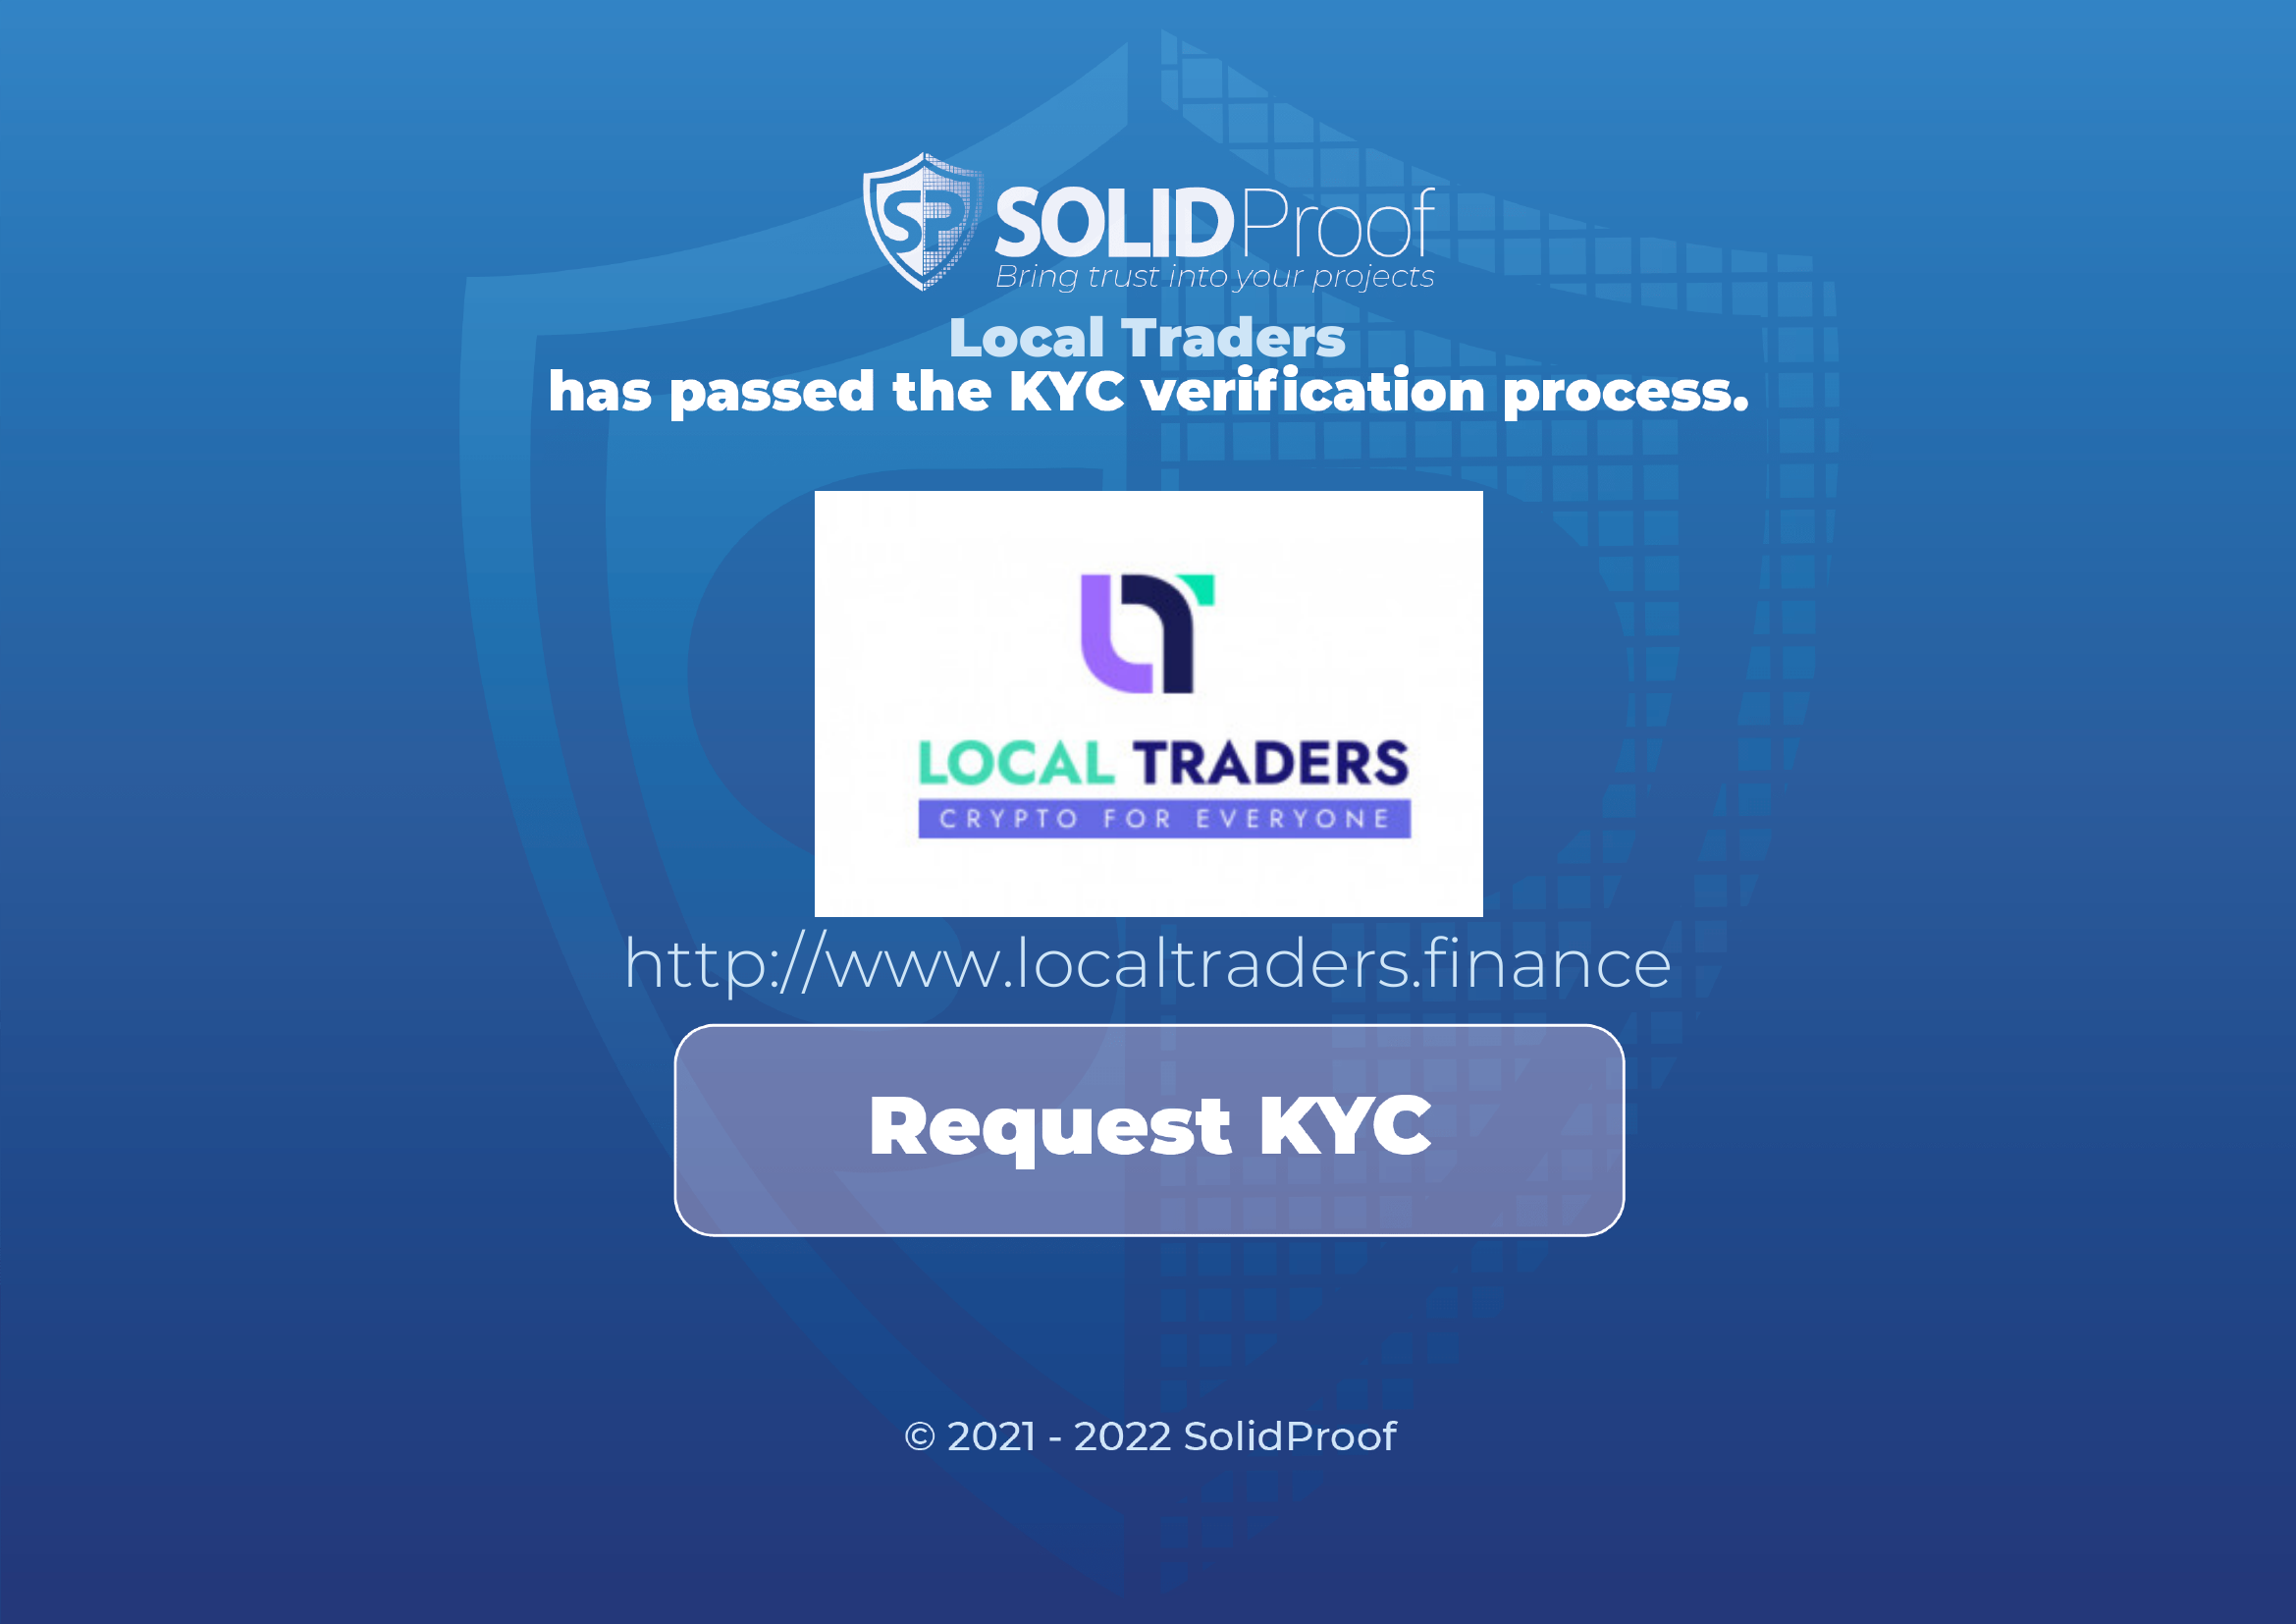 SP SOLIDProof
Bring trust into your projects
Local Traders
has passed the KYC verification process.
LOCAL TRADERS
CRYPTO FOR EVERYONE
http://www.localtraders.finance
Request KYC
© 2021 - 2022 SolidProof